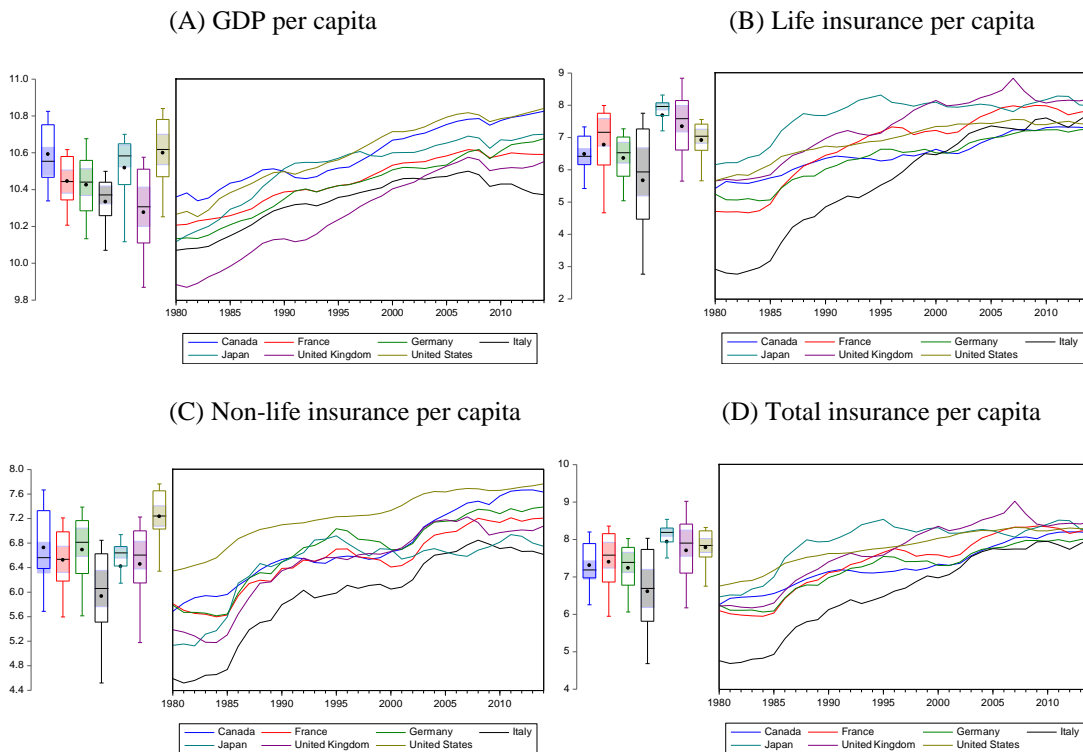 (A) GDP per capita
(B) Life insurance per capita
11.0
10.8
10.6
10.4
10.2
10.0
9.8
1980 1985 1990 1995 2000 2005 2010
Canada France Germany Italy
Japan United Kingdom United States
9
8
7
6
5
4
3
2
1980 1985 1990 1995 2000 2005 2010
Canada France Germany Italy
Japan United Kingdom United States
(C) Non-life insurance per capita
(D) Total insurance per capita
8.0
7.6
7.2
6.8
6.4
6.0
5.6
5.2
4.8
4.4
1980 1985 1990 1995 2000 2005 2010
Canada France Germany Italy
Japan United Kingdom United States
10
9
8
7
6
5
4
1980 1985 1990 1995 2000 2005 2010
Canada France Germany Italy
Japan United Kingdom United States